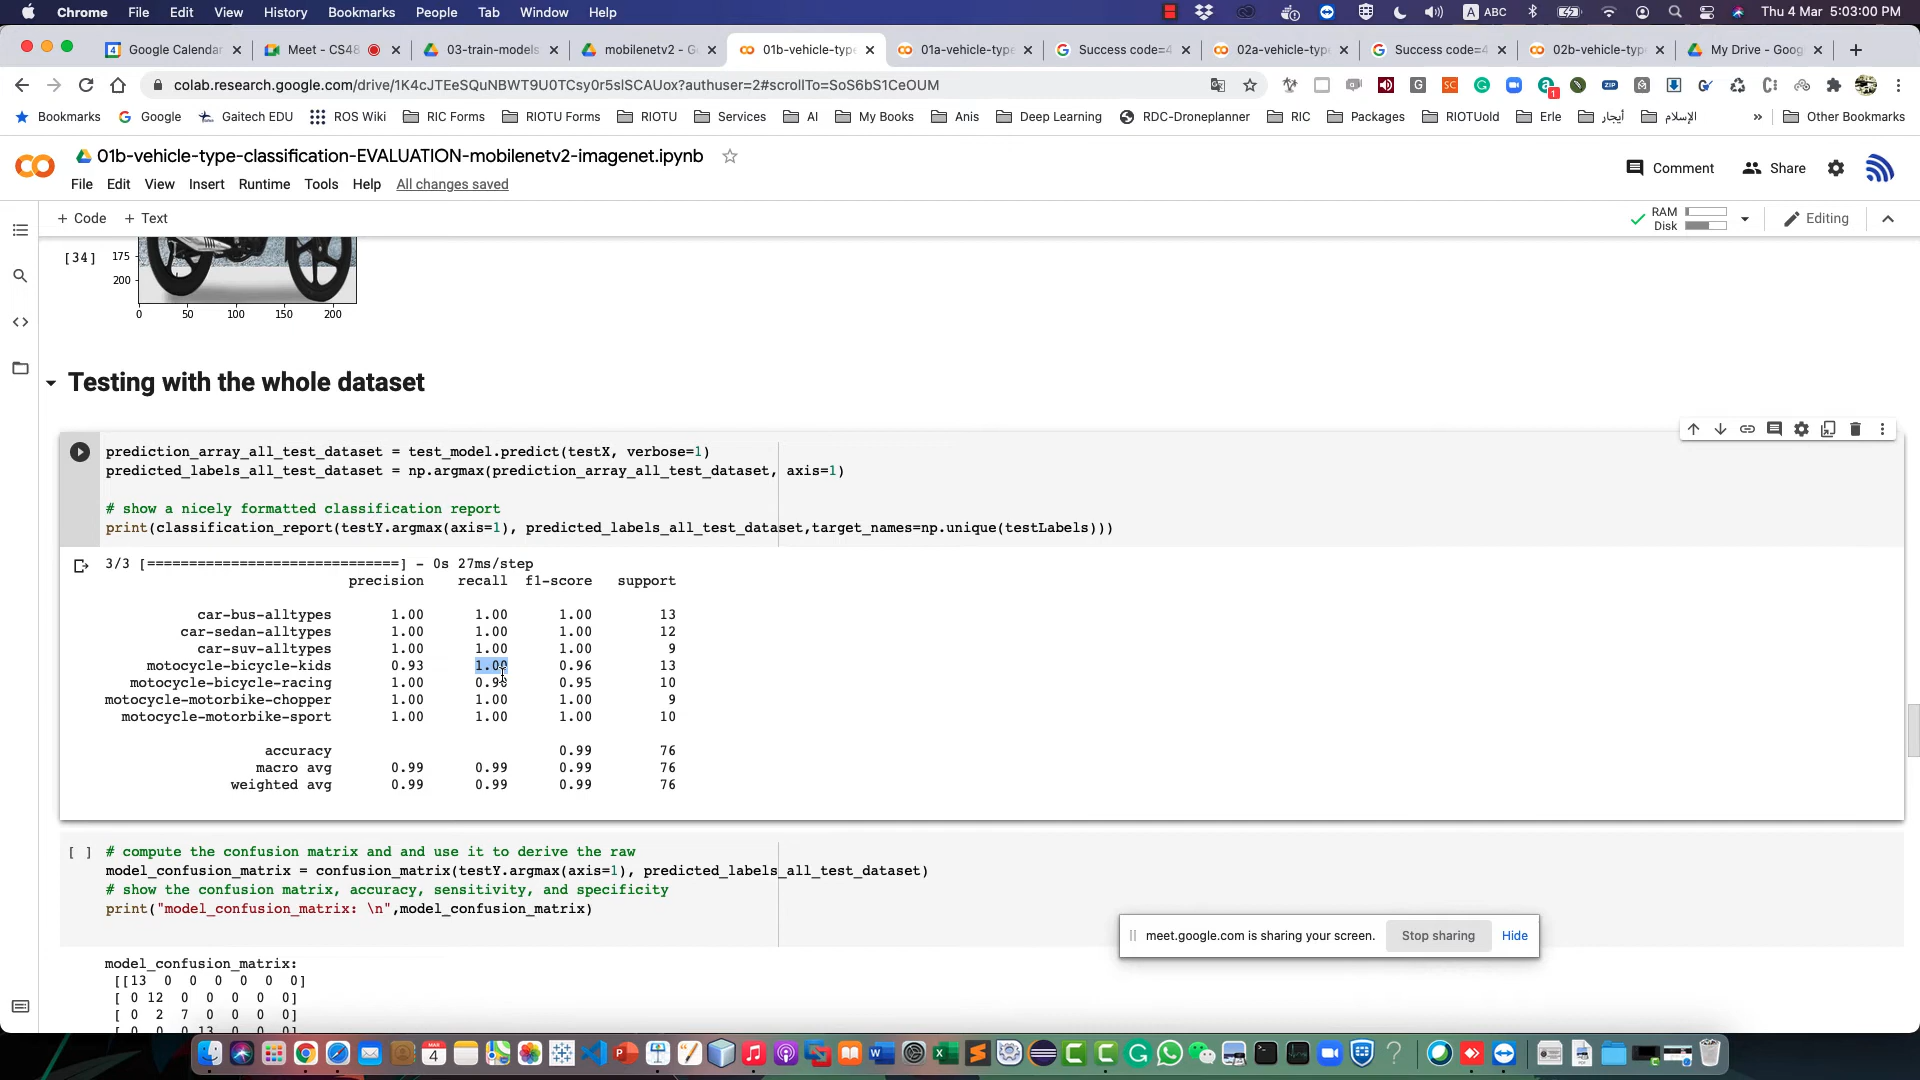 Chrome File Edit View History Bookmarks People Tab Window Help ABC Thu 4 Mar 5:03:00 PM
Google Calendar Meet - CS48 03-train-models mobilenetv2 - Go 01b-vehicle-type 01a-vehicle-type Success code=4 02a-vehicle-type Success code=4 02b-vehicle-type My Drive - Goog
colab.research.google.com/drive/1K4cJTEeSQuNBWT9U0TCsy0r5slSCAUox?authuser=2#scrollTo=SoS6bS1CeOUM
Bookmarks Google Gaitech EDU ROS Wiki RIC Forms RIOTU Forms RIOTU Services AI My Books Anis Deep Learning RDC-Droneplanner RIC Packages RIOTUold Erle أيجار الإسلام » Other Bookmarks
01b-vehicle-type-classification-EVALUATION-mobilenetv2-imagenet.ipynb
Comment Share
File Edit View Insert Runtime Tools Help All changes saved
+ Code + Text RAM Disk Editing
[34] 175
200
0 50 100 150 200
Testing with the whole dataset
prediction_array_all_test_dataset = test_model.predict(testX, verbose=1)
predicted_labels_all_test_dataset = np.argmax(prediction_array_all_test_dataset, axis=1)
# show a nicely formatted classification report
print(classification_report(testY.argmax(axis=1), predicted_labels_all_test_dataset,target_names=np.unique(testLabels)))
3/3 [==============================] - 0s 27ms/step
precision recall f1-score support
car-bus-alltypes 1.00 1.00 1.00 13
car-sedan-alltypes 1.00 1.00 1.00 12
car-suv-alltypes 1.00 1.00 1.00 9
motocycle-bicycle-kids 0.93 1.00 0.96 13
motocycle-bicycle-racing 1.00 0.95 10
motocycle-motorbike-chopper 1.00 1.00 1.00 9
motocycle-motorbike-sport 1.00 1.00 1.00 10
accuracy 0.99 76
macro avg 0.99 0.99 0.99 76
weighted avg 0.99 0.99 0.99 76
[ ] # compute the confusion matrix and and use it to derive the raw
model_confusion_matrix = confusion_matrix(testY.argmax(axis=1), predicted_labels_all_test_dataset)
# show the confusion matrix, accuracy, sensitivity, and specificity
print("model_confusion_matrix: \n",model_confusion_matrix)
meet.google.com is sharing your screen. Stop sharing Hide
model_confusion_matrix:
[[13 0 0 0 0 0 0]
[ 0 12 0 0 0 0 0]
[ 0 2 7 0 0 0 0]
[ 0 0 0 13 0 0 0]